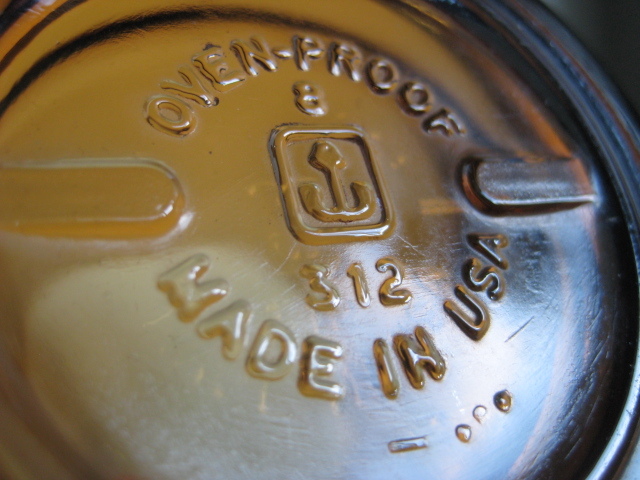 OVEN-PROOF
8
312
MADE IN USA